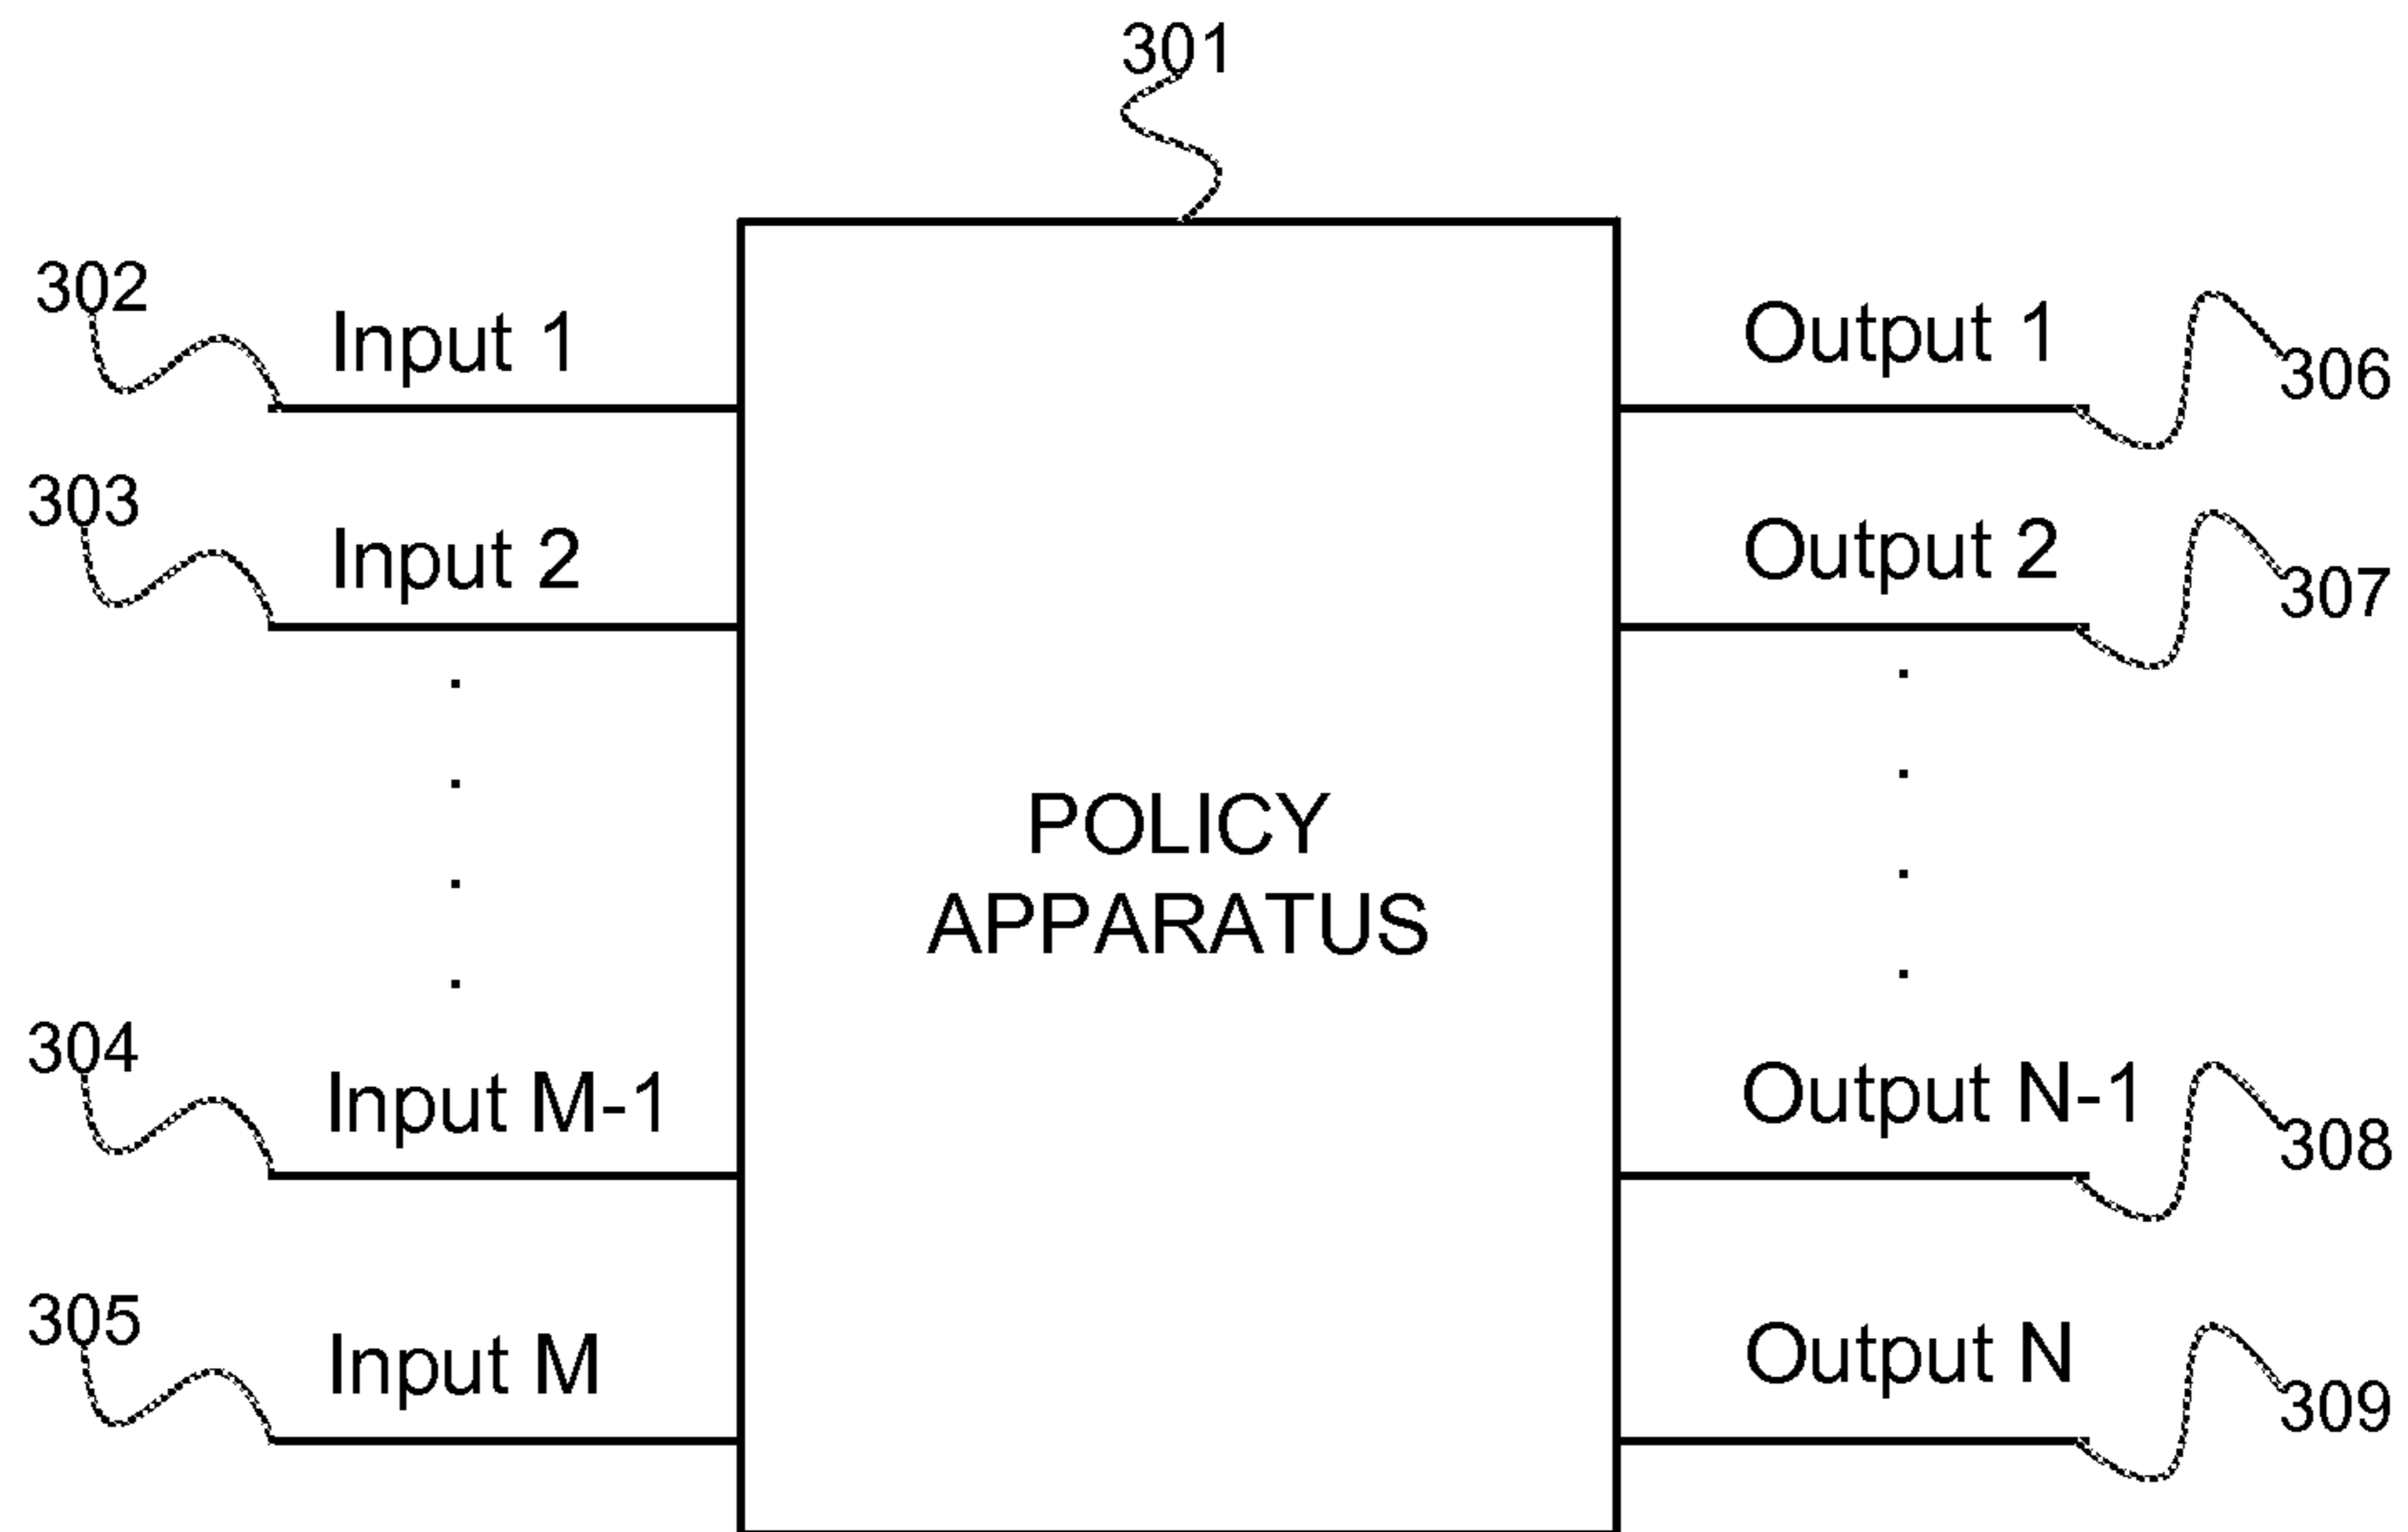 301
302
Input 1
Output 1
306
303
Input 2
Output 2
307
POLICY
APPARATUS
304
Input M-1
Output N-1
308
305
Input M
Output N
309